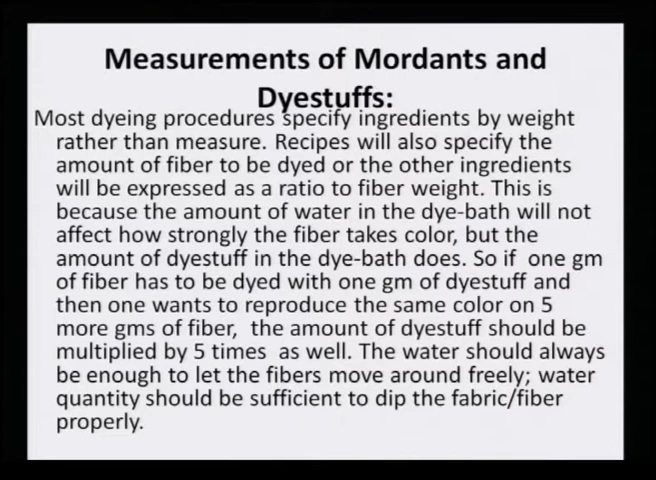 Measurements of Mordants and
Dyestuffs:
Most dyeing procedures specify ingredients by weight
rather than measure. Recipes will also specify the
amount of fiber to be dyed or the other ingredients
will be expressed as a ratio to fiber weight. This is
because the amount of water in the dye-bath will not
affect how strongly the fiber takes color, but the
amount of dyestuff in the dye-bath does. So if one gm
of fiber has to be dyed with one gm of dyestuff and
then one wants to reproduce the same color on 5
more gms of fiber, the amount of dyestuff should be
multiplied by 5 times as well. The water should always
be enough to let the fibers move around freely; water
quantity should be sufficient to dip the fabric/fiber
properly.